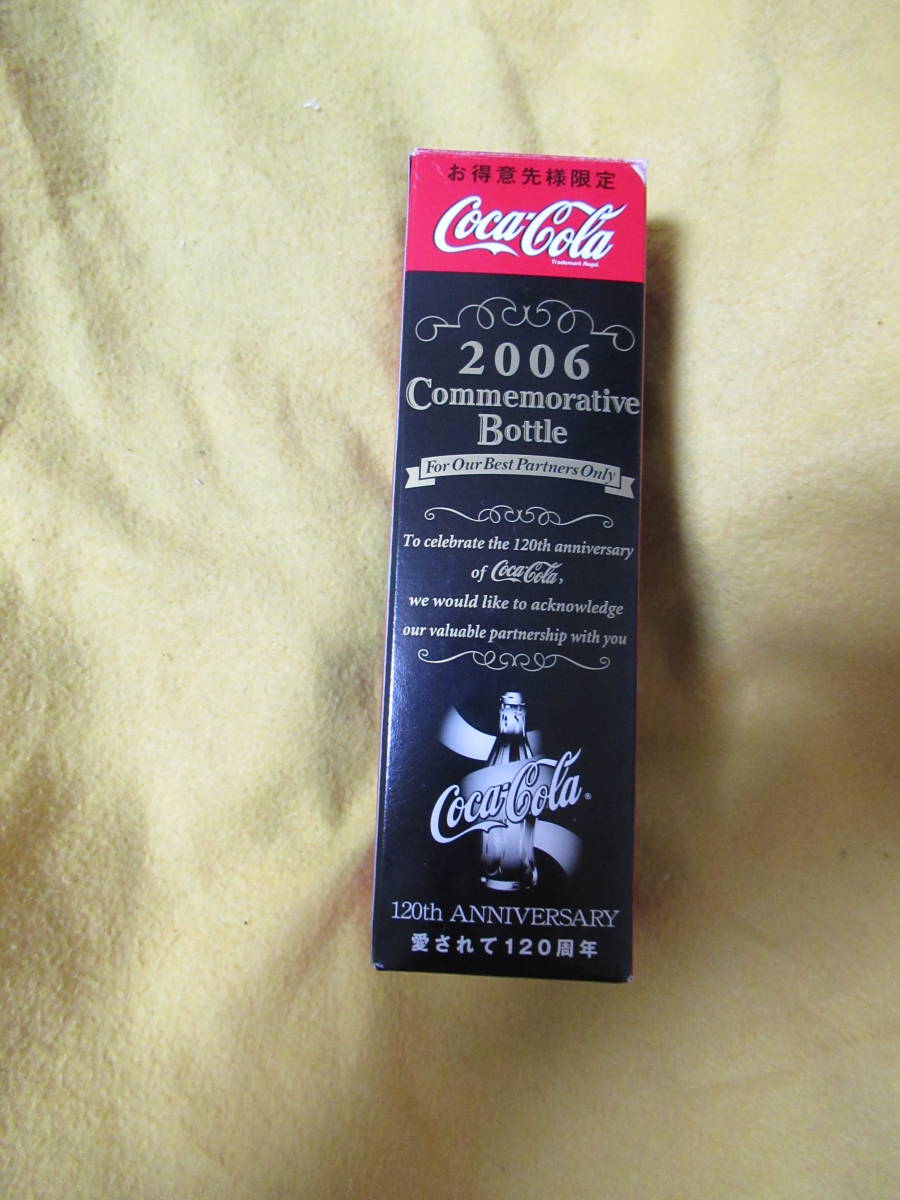 お得意先様限定
Coca-Cola
Trademark Regd.
2006
Commemorative
Bottle
For Our Best Partners Only
To celebrate the 120th anniversary
of Coca-Cola,
we would like to acknowledge
our valuable partnership with you
Coca-Cola®
120th ANNIVERSARY
愛されて120周年